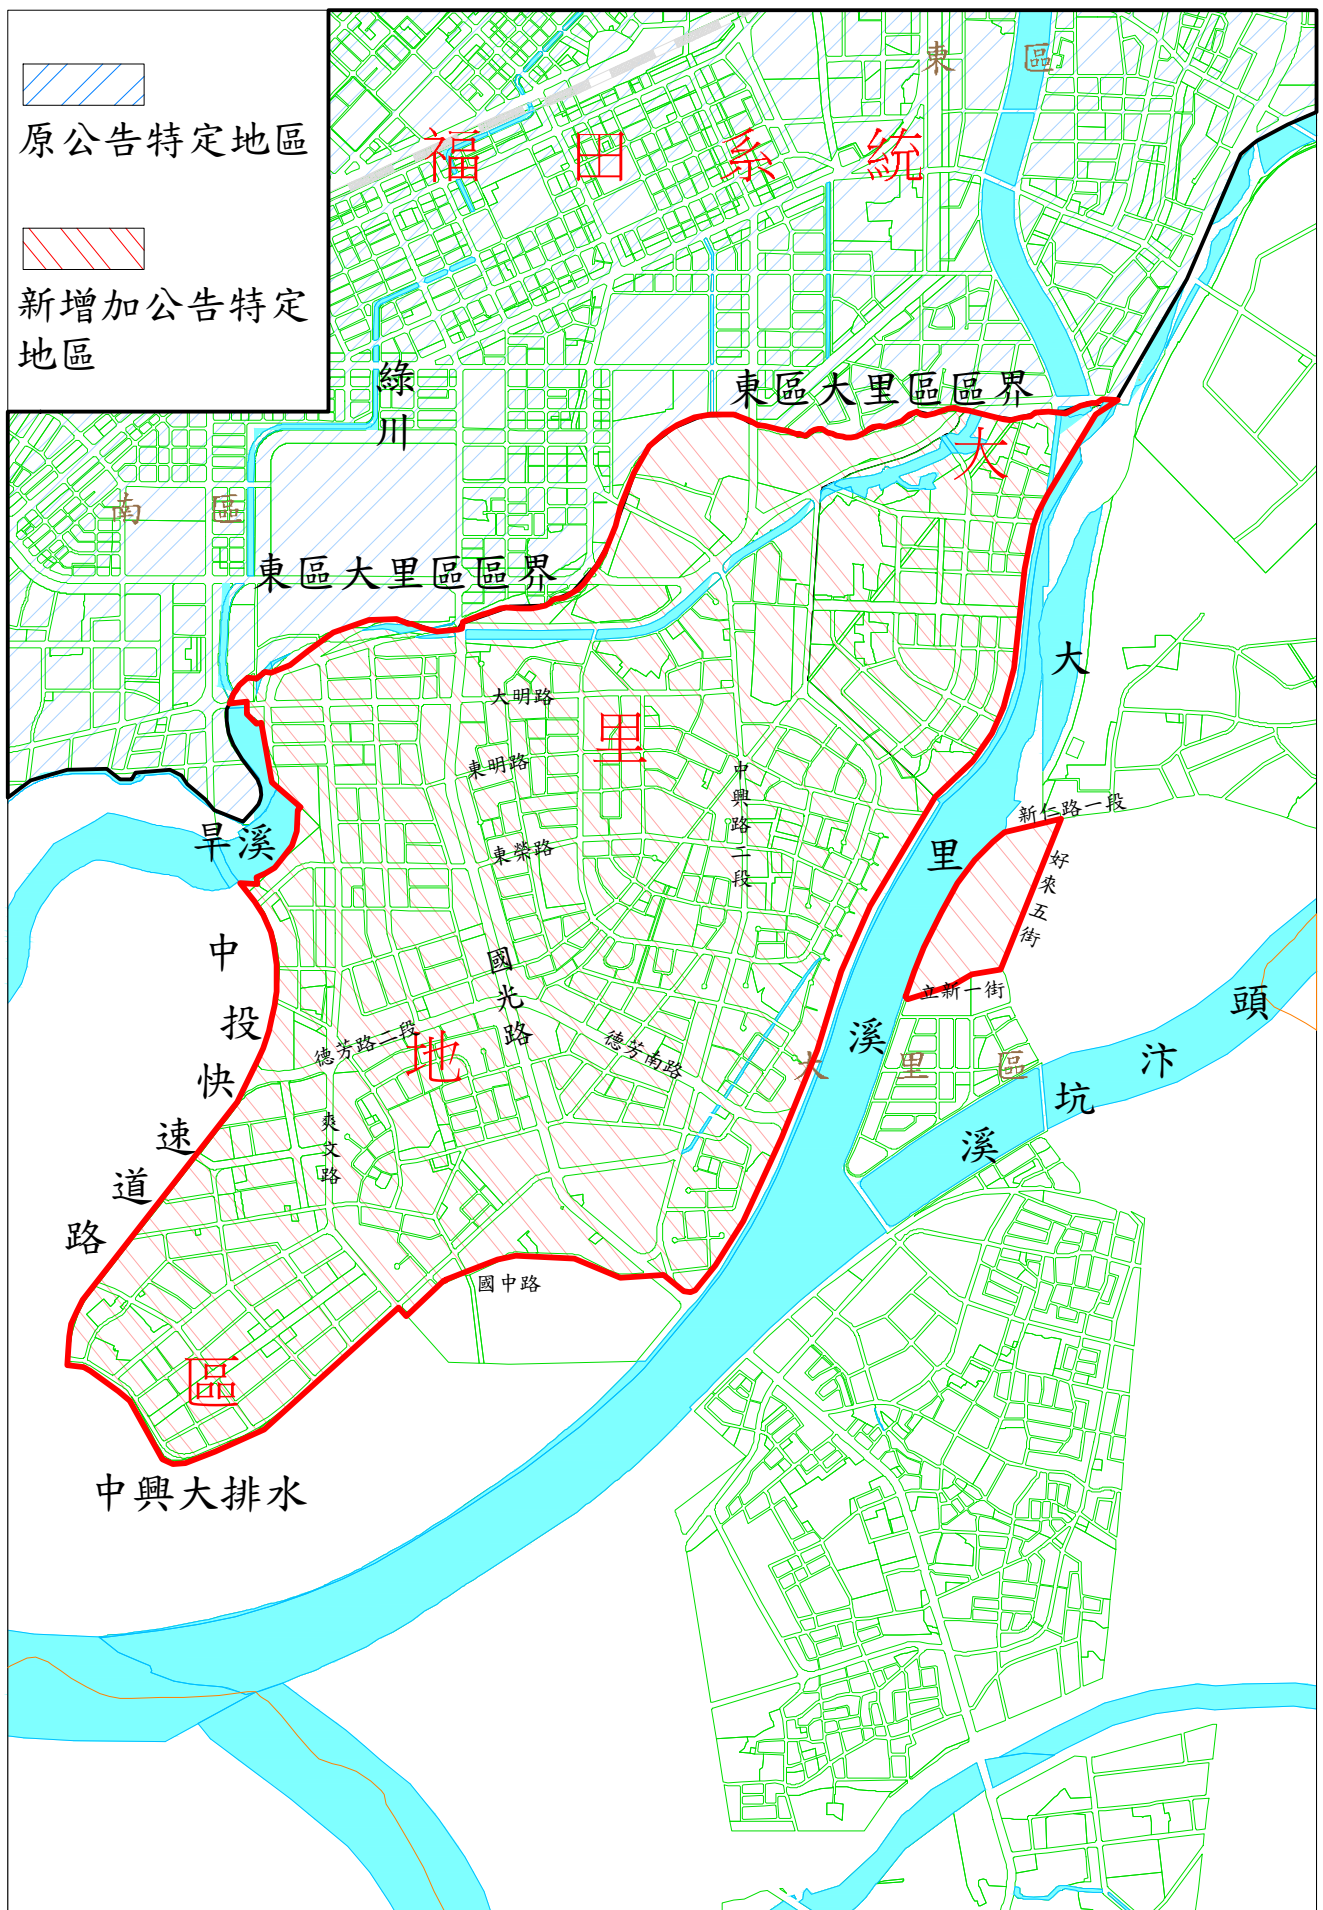 原公告特定地區
新增加公告特定
地區
東區
福田系統
綠川
東區大里區區界
南區
東區大里區區界
大里地區
大里溪
大明路
東明路
中興路二段
東榮路
新仁路一段
好來五街
立新一街
旱溪
中投快速道路
國光路
德芳路二段
德芳南路
爽文路
大里區
頭汴坑溪
國中路
中興大排水